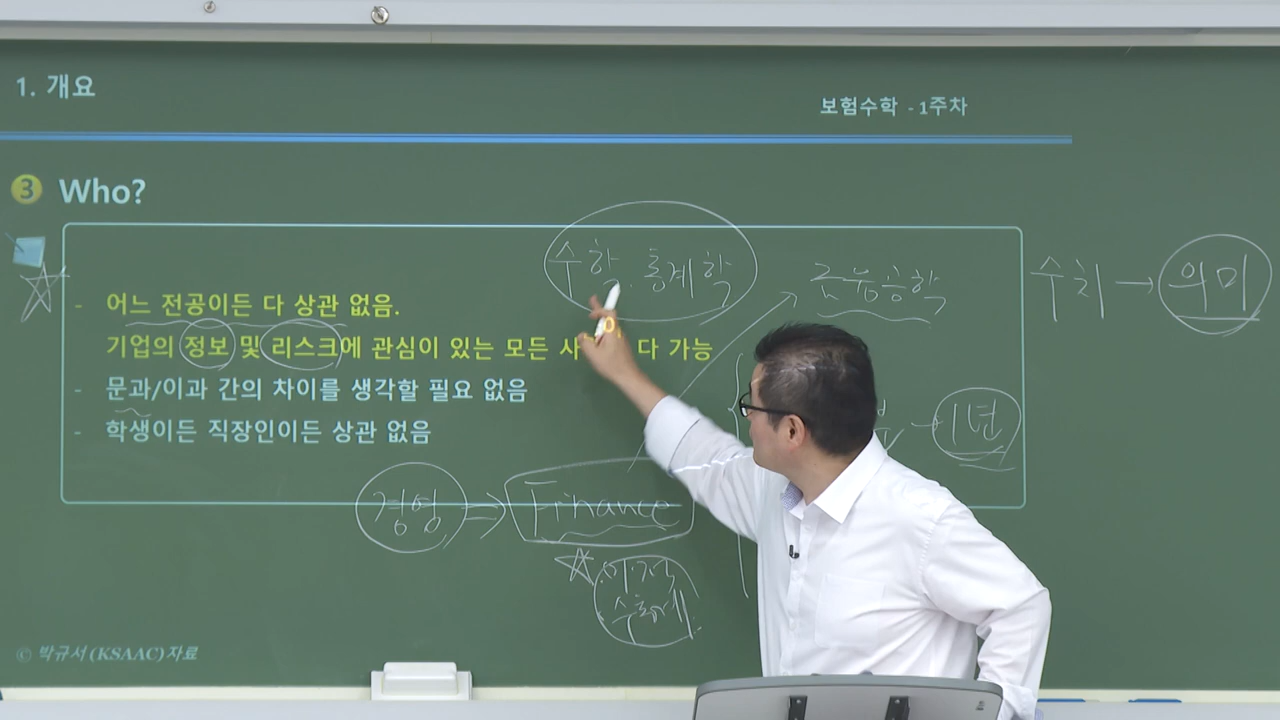 1. 개요
보험수학 - 1주차
3 Who?
수학, 통계학
금융공학
수치 → 의미
- 어느 전공이든 다 상관 없음.
기업의 정보 및 리스크에 관심이 있는 모든 사 다 가능
- 문과/이과 간의 차이를 생각할 필요 없음
- 학생이든 직장인이든 상관 없음
1년
경영 ⇒ Finance
© 박규서(KSAAC)자료